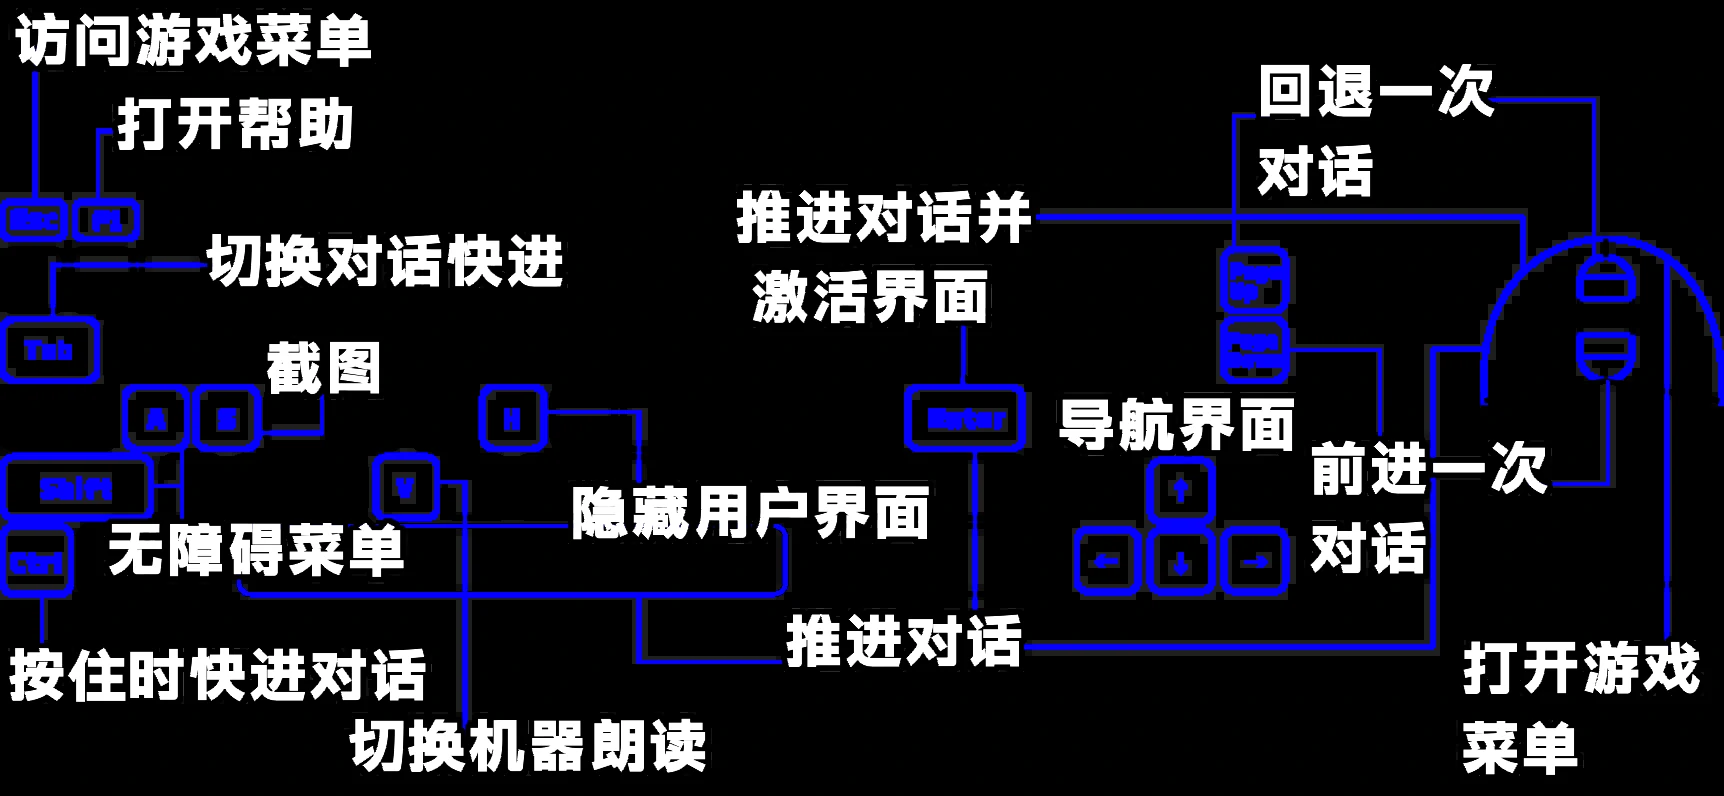 访问游戏菜单
打开帮助
Esc
F1
切换对话快进
Tab
截图
A
S
H
Shift
V
隐藏用户界面
无障碍菜单
Ctrl
按住时快进对话
切换机器朗读
推进对话并
激活界面
Enter
推进对话
回退一次
对话
Page
Up
Page
导航界面
↑
← ↓ →
前进一次
对话
打开游戏
菜单